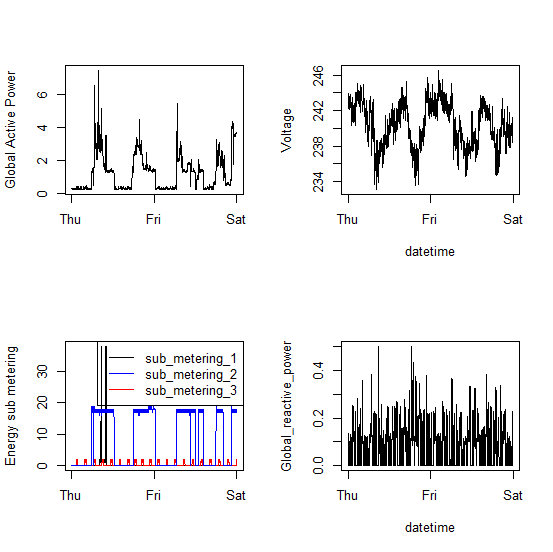 Global Active Power
0 2 4 6
Thu Fri Sat
Voltage
234 238 242 246
Thu Fri Sat
datetime
Energy sub metering
0 10 20 30
sub_metering_1
sub_metering_2
sub_metering_3
Thu Fri Sat
Global_reactive_power
0.0 0.2 0.4
Thu Fri Sat
datetime